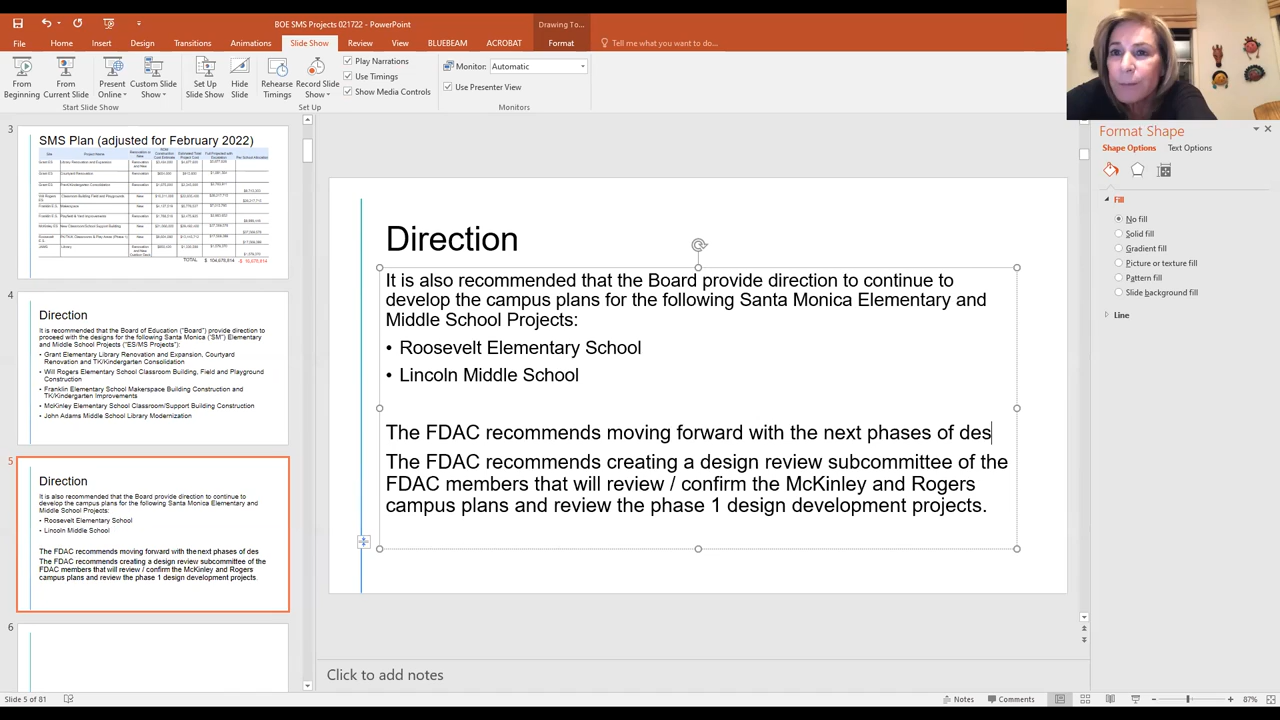 BOE SMS Projects 021722 - PowerPoint
Drawing To...
File Home Insert Design Transitions Animations Slide Show Review View BLUEBEAM ACROBAT Format Tell me what you want to do...
From Beginning
From Current Slide
Present Online
Custom Slide Show
Set Up Slide Show
Hide Slide
Rehearse Timings
Record Slide Show
Play Narrations
Use Timings
Show Media Controls
Monitor: Automatic
Use Presenter View
Start Slide Show
Set Up
Monitors
3
SMS Plan (adjusted for February 2022)
TOTAL
4
Direction
It is recommended that the Board of Education ("Board") provide direction to
proceed with the designs for the following Santa Monica ("SM") Elementary
and Middle School Projects ("ES/MS Projects"):
• Grant Elementary Library Renovation and Expansion, Courtyard
Renovation and TK/Kindergarten Consolidation
• Will Rogers Elementary School Classroom Building, Field and Playground
Construction
• Franklin Elementary School Makerspace Building Construction and
TK/Kindergarten Improvements
• McKinley Elementary School Classroom/Support Building Construction
• John Adams Middle School Library Modernization
5
Direction
It is also recommended that the Board provide direction to continue to
develop the campus plans for the following Santa Monica Elementary and
Middle School Projects:
• Roosevelt Elementary School
• Lincoln Middle School
The FDAC recommends moving forward with the next phases of des
The FDAC recommends creating a design review subcommittee of the
FDAC members that will review / confirm the McKinley and Rogers
campus plans and review the phase 1 design development projects.
6
Direction
It is also recommended that the Board provide direction to continue to
develop the campus plans for the following Santa Monica Elementary and
Middle School Projects:
• Roosevelt Elementary School
• Lincoln Middle School
The FDAC recommends moving forward with the next phases of des
The FDAC recommends creating a design review subcommittee of the
FDAC members that will review / confirm the McKinley and Rogers
campus plans and review the phase 1 design development projects.
Click to add notes
Format Shape
Shape Options Text Options
Fill
No fill
Solid fill
Gradient fill
Picture or texture fill
Pattern fill
Slide background fill
Line
Slide 5 of 81
Notes Comments
87%